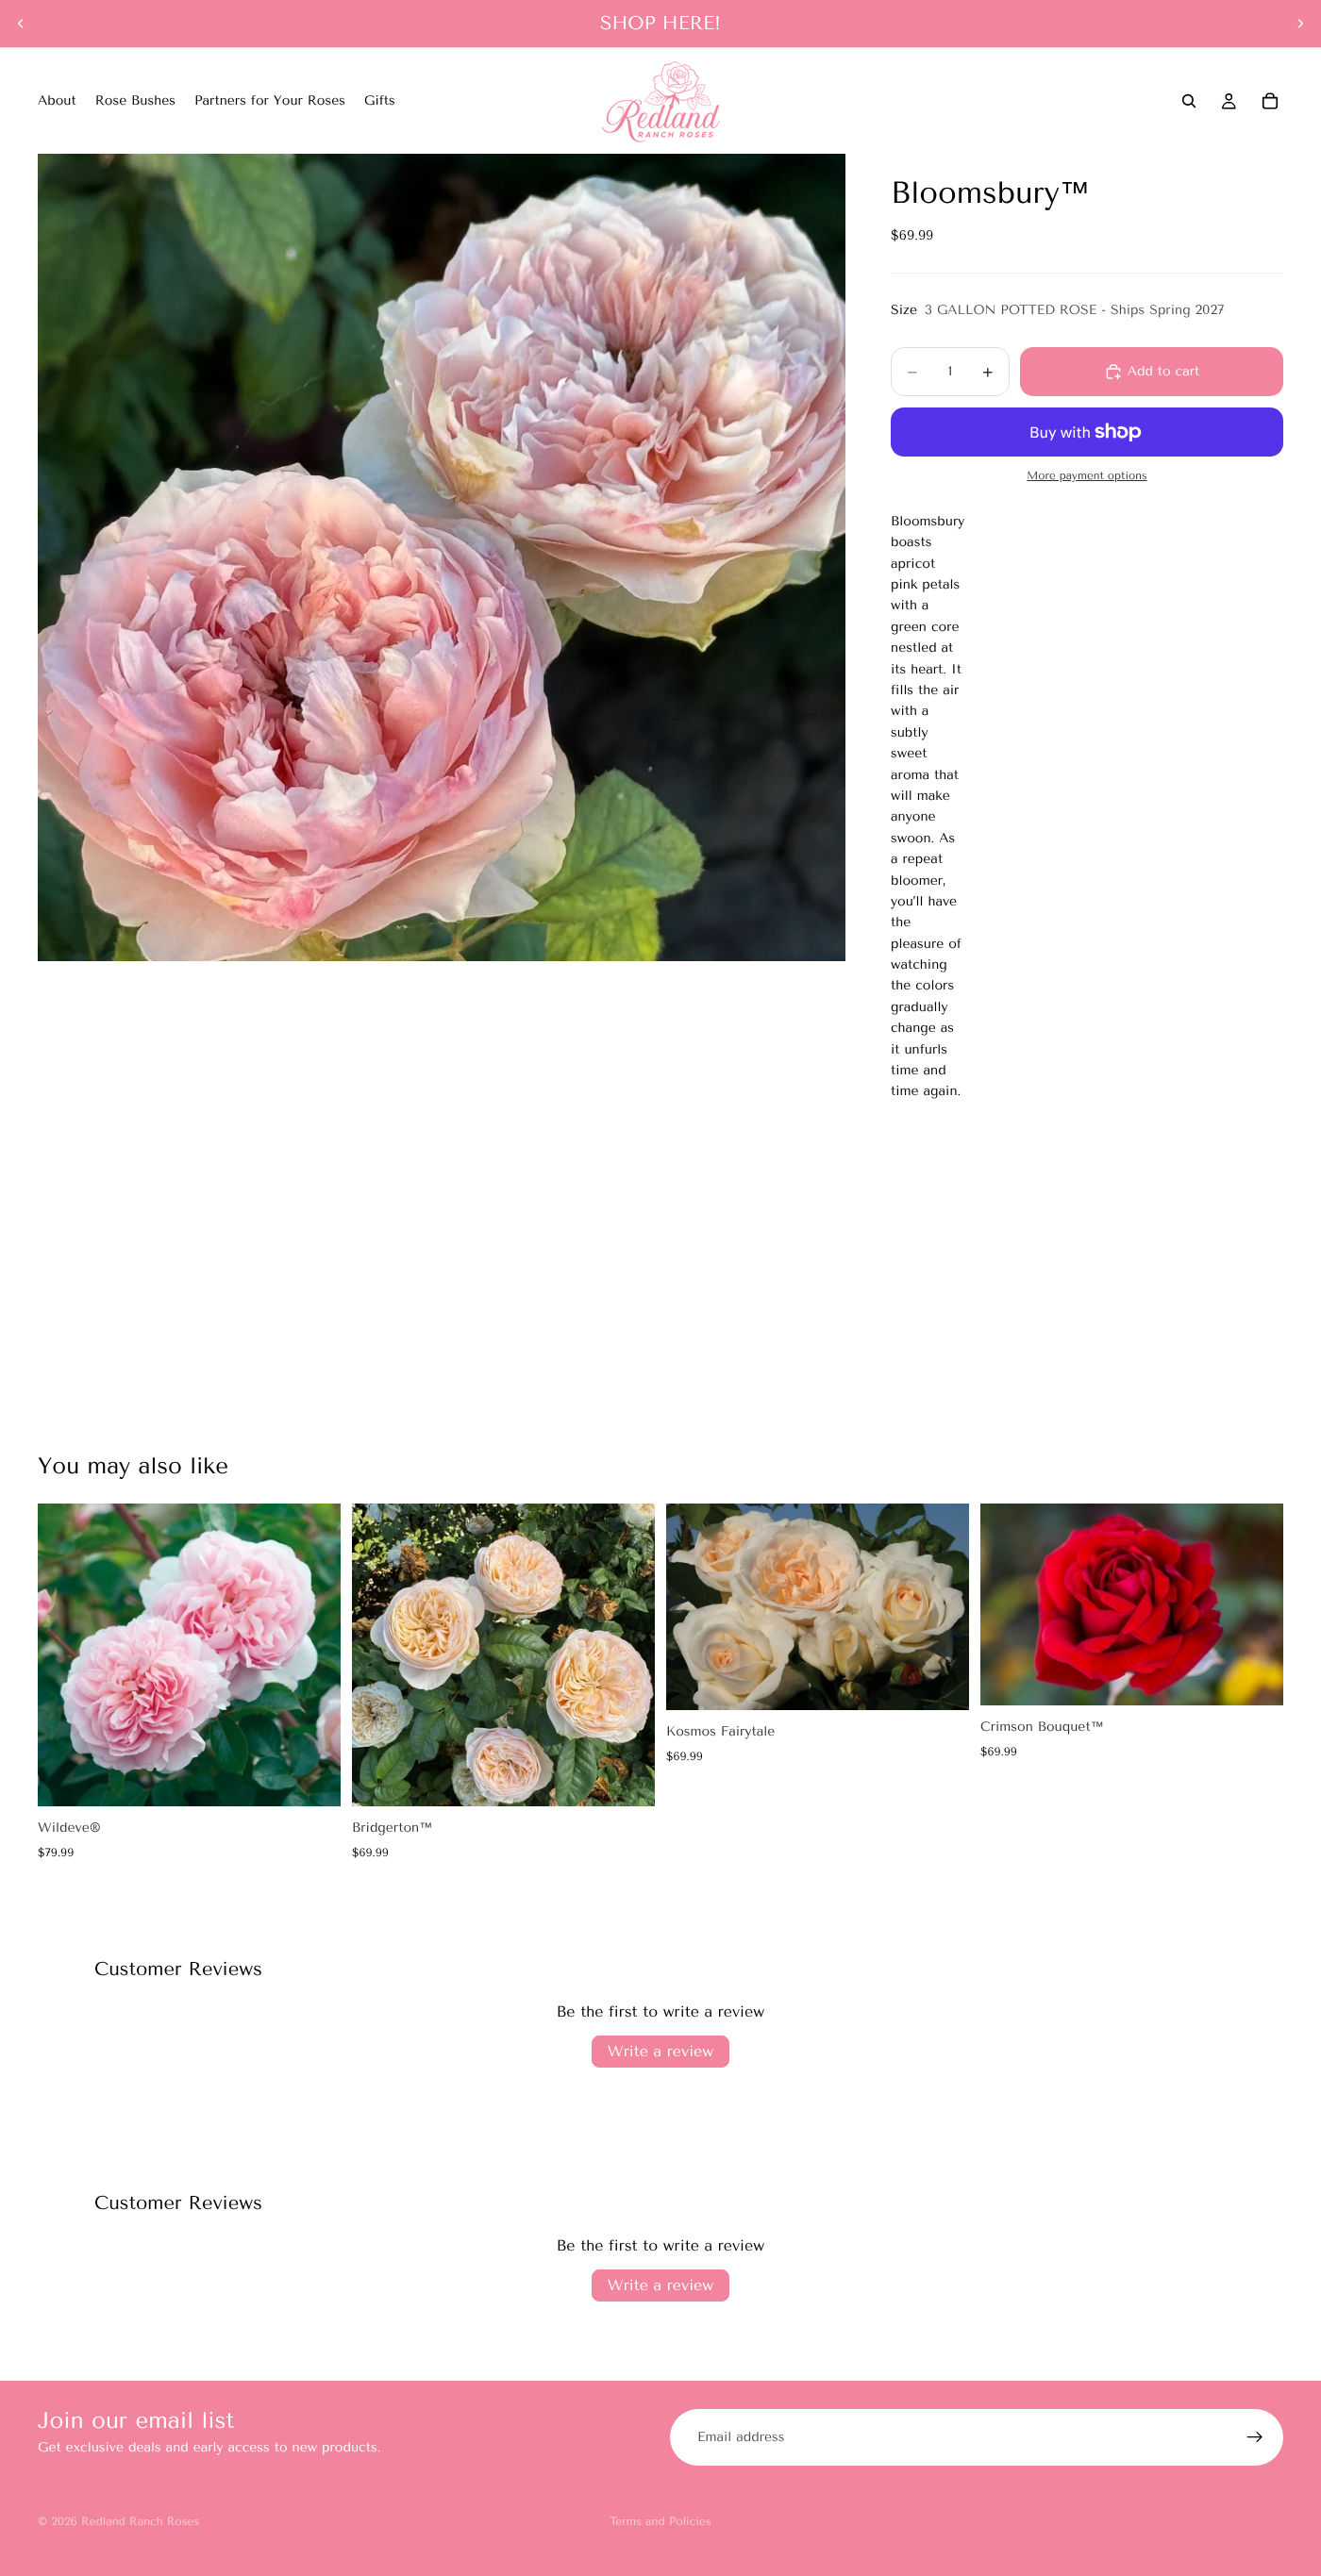 SHOP HERE!
About
Rose Bushes
Partners for Your Roses
Gifts
Redland
RANCH ROSES
Bloomsbury™
$69.99
Size 3 GALLON POTTED ROSE - Ships Spring 2027
1
Add to cart
Buy with shop
More payment options
Bloomsbury
boasts
apricot
pink petals
with a
green core
nestled at
its heart. It
fills the air
with a
subtly
sweet
aroma that
will make
anyone
swoon. As
a repeat
bloomer,
you'll have
the
pleasure of
watching
the colors
gradually
change as
it unfurls
time and
time again.
You may also like
Wildeve®
$79.99
Bridgerton™
$69.99
Kosmos Fairytale
$69.99
Crimson Bouquet™
$69.99
Customer Reviews
Be the first to write a review
Write a review
Customer Reviews
Be the first to write a review
Write a review
Join our email list
Get exclusive deals and early access to new products.
Email address
© 2026 Redland Ranch Roses
Terms and Policies